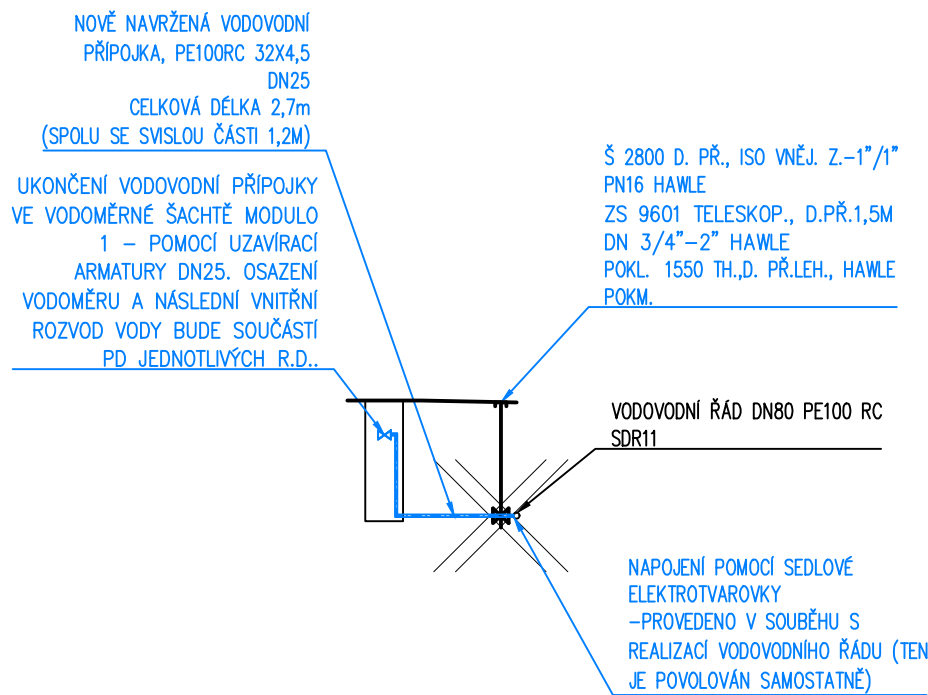 NOVĚ NAVRŽENÁ VODOVODNÍ
PŘÍPOJKA, PE100RC 32X4,5
DN25
CELKOVÁ DÉLKA 2,7m
(SPOLU SE SVISLOU ČÁSTI 1,2M)
UKONČENÍ VODOVODNÍ PŘÍPOJKY
VE VODOMĚRNÉ ŠACHTĚ MODULO
1 – POMOCÍ UZAVÍRACÍ
ARMATURY DN25. OSAZENÍ
VODOMĚRU A NÁSLEDNÍ VNITŘNÍ
ROZVOD VODY BUDE SOUČÁSTÍ
PD JEDNOTLIVÝCH R.D..
Š 2800 D. PŘ., ISO VNĚJ. Z.–1"/1"
PN16 HAWLE
ZS 9601 TELESKOP., D.PŘ.1,5M
DN 3/4"–2" HAWLE
POKL. 1550 TH.,D. PŘ.LEH., HAWLE
POKM.
VODOVODNÍ ŘÁD DN80 PE100 RC
SDR11
NAPOJENÍ POMOCÍ SEDLOVÉ
ELEKTROTVAROVKY
–PROVEDENO V SOUBĚHU S
REALIZACÍ VODOVODNÍHO ŘÁDU (TEN
JE POVOLOVÁN SAMOSTATNĚ)